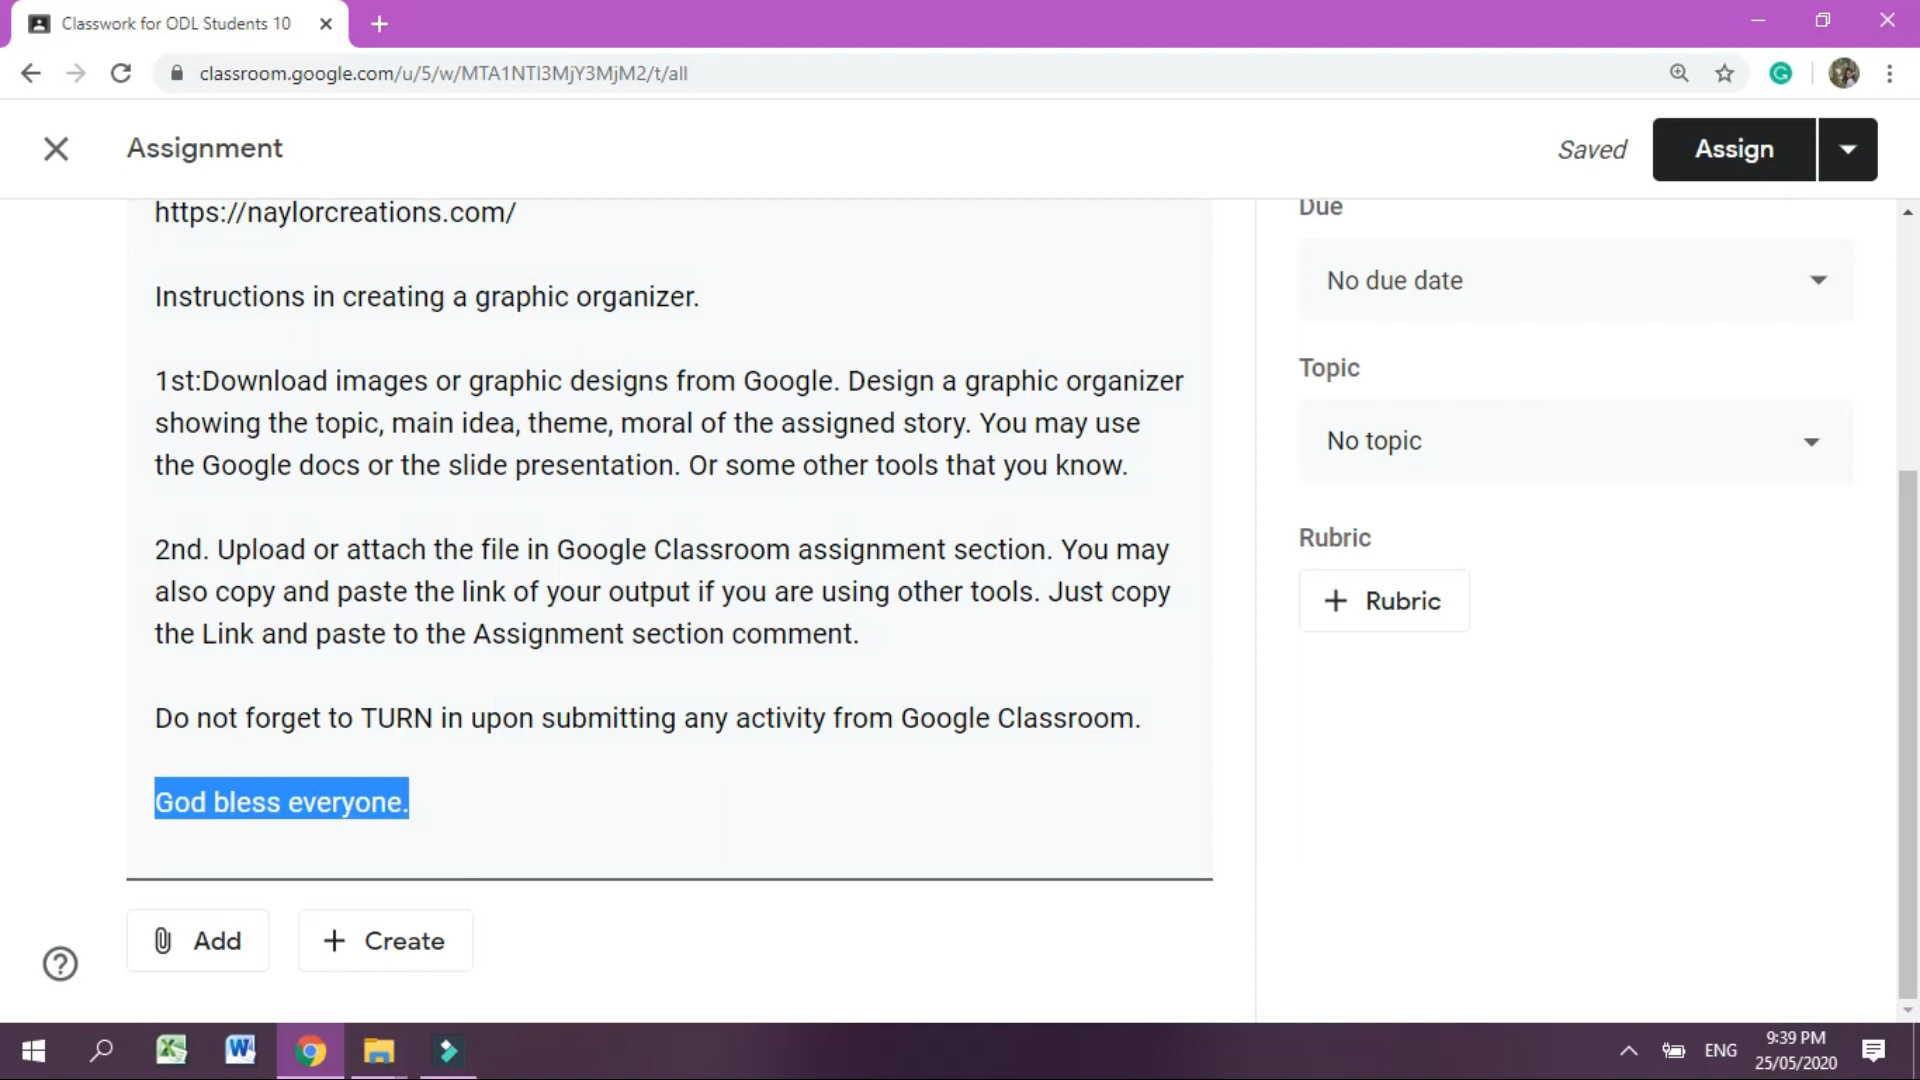 Classwork for ODL Students 10
classroom.google.com/u/5/w/MTA1NTI3MjY3MjM2/t/all
Assignment
Saved
Assign
https://naylorcreations.com/
Instructions in creating a graphic organizer.
1st:Download images or graphic designs from Google. Design a graphic organizer
showing the topic, main idea, theme, moral of the assigned story. You may use
the Google docs or the slide presentation. Or some other tools that you know.
2nd. Upload or attach the file in Google Classroom assignment section. You may
also copy and paste the link of your output if you are using other tools. Just copy
the Link and paste to the Assignment section comment.
Do not forget to TURN in upon submitting any activity from Google Classroom.
God bless everyone.
Add
Create
Due
No due date
Topic
No topic
Rubric
Rubric
ENG
9:39 PM
25/05/2020